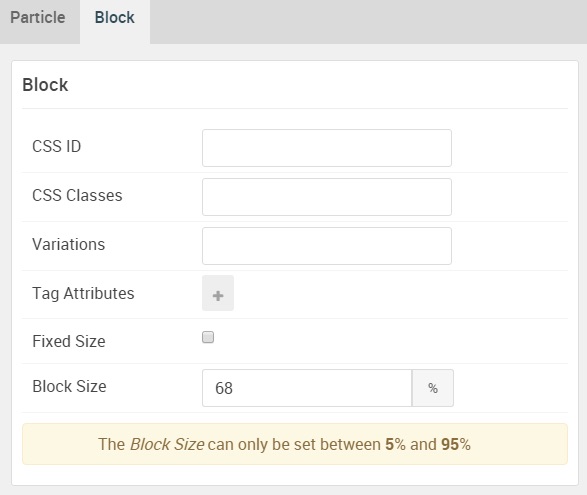 Particle Block
Block
CSS ID
CSS Classes
Variations
Tag Attributes
+
Fixed Size
Block Size 68 %
The Block Size can only be set between 5% and 95%